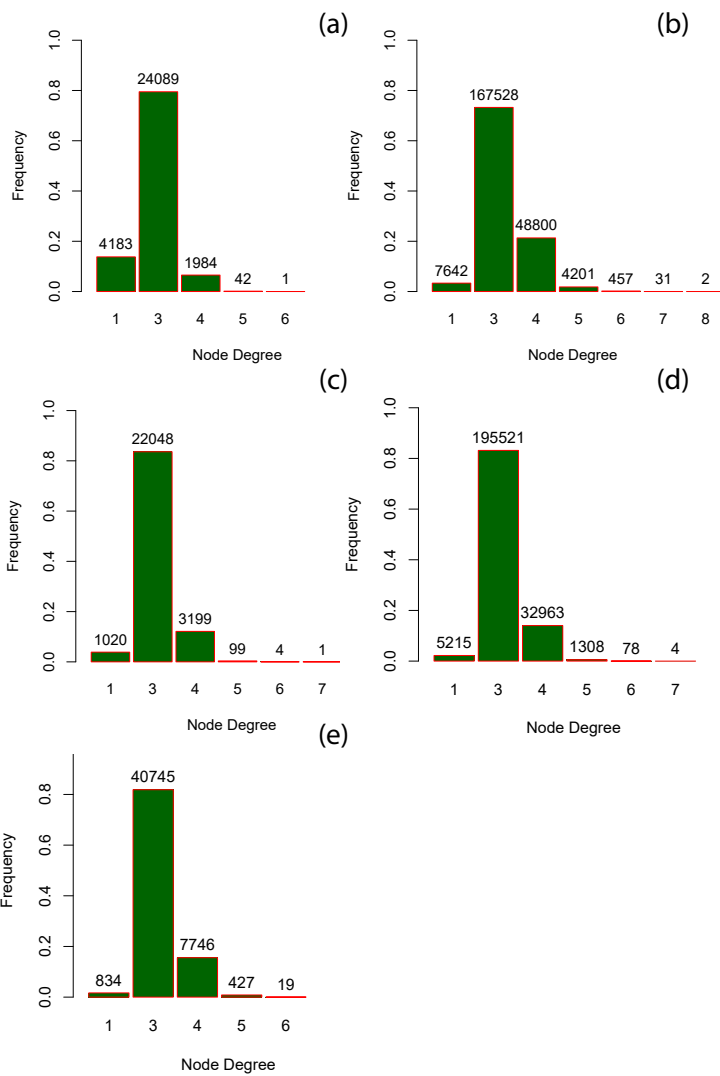 (a)
1.0
0.8
0.6
0.4
0.2
0.0
Frequency
4183
24089
1984
42
1
1 3 4 5 6
Node Degree
(b)
1.0
0.8
0.6
0.4
0.2
0.0
Frequency
7642
167528
48800
4201
457
31
2
1 3 4 5 6 7 8
Node Degree
(c)
1.0
0.8
0.6
0.4
0.2
0.0
Frequency
1020
22048
3199
99
4
1
1 3 4 5 6 7
Node Degree
(d)
1.0
0.8
0.6
0.4
0.2
0.0
Frequency
5215
195521
32963
1308
78
4
1 3 4 5 6 7
Node Degree
(e)
0.8
0.6
0.4
0.2
0.0
Frequency
834
40745
7746
427
19
1 3 4 5 6
Node Degree